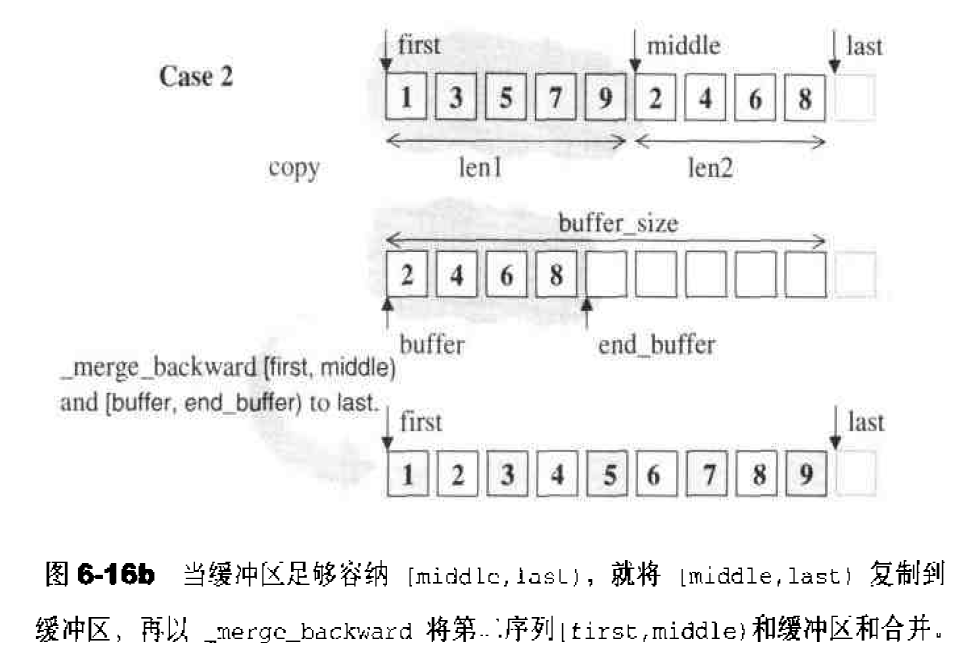 first middle last
Case 2
1 3 5 7 9 2 4 6 8
copy len1 len2
buffer_size
2 4 6 8
buffer end_buffer
_merge_backward [first, middle)
and [buffer, end_buffer) to last.
first last
1 2 3 4 5 6 7 8 9
图 6-16b 当缓冲区足够容纳 [middle,last)，就将 [middle,last) 复制到
缓冲区，再以 _merge_backward 将第 序列[first,middle)和缓冲区和合并。